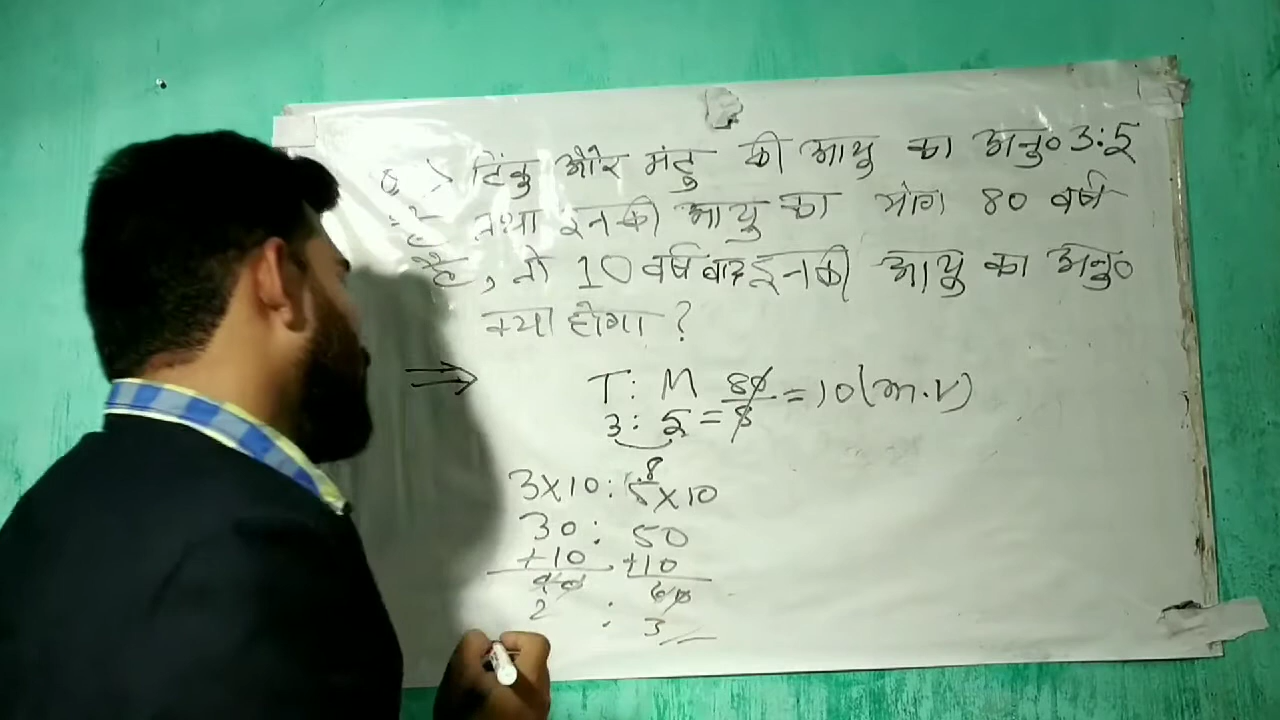 Q > टिंकु और मंटु की आयु का अनु० 3:5
है तथा इनकी आयु का योग 80 वर्ष
है, तो 10 वर्ष बाद इनकी आयु का अनु०
क्या होगा ?
⇒ T : M 80/8 = 10 (m.v)
3 : 5 =
8
3×10 : 5×10
30 : 50
+10 +10
40 60
2 : 3